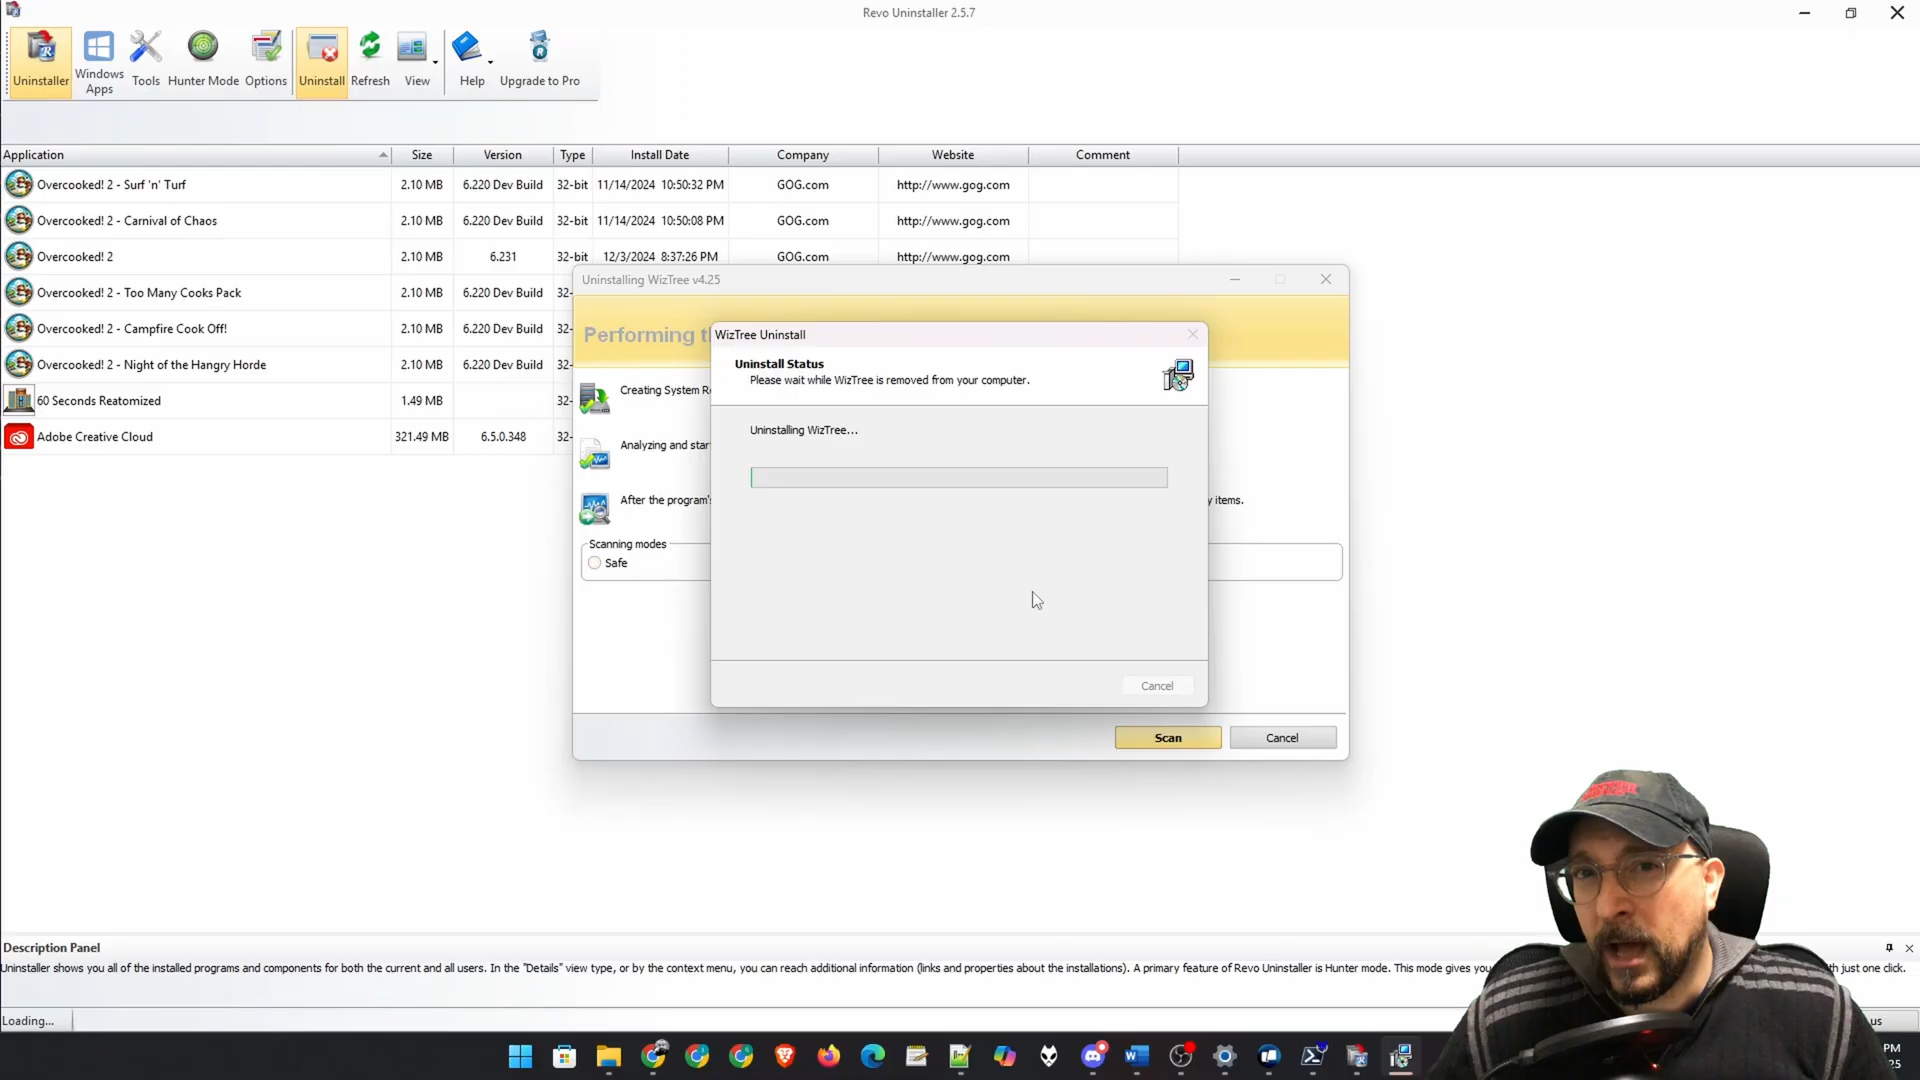 Revo Uninstaller 2.5.7
Uninstaller
Windows Apps
Tools
Hunter Mode
Options
Uninstall
Refresh
View
Help
Upgrade to Pro
Application Size Version Type Install Date Company Website Comment
Overcooked! 2 - Surf 'n' Turf 2.10 MB 6.220 Dev Build 32-bit 11/14/2024 10:50:32 PM GOG.com http://www.gog.com
Overcooked! 2 - Carnival of Chaos 2.10 MB 6.220 Dev Build 32-bit 11/14/2024 10:50:08 PM GOG.com http://www.gog.com
Overcooked! 2 2.10 MB 6.231 32-bit 12/3/2024 8:37:26 PM GOG.com http://www.gog.com
Overcooked! 2 - Too Many Cooks Pack 2.10 MB 6.220 Dev Build 32-
Overcooked! 2 - Campfire Cook Off! 2.10 MB 6.220 Dev Build 32-
Overcooked! 2 - Night of the Hangry Horde 2.10 MB 6.220 Dev Build 32-
60 Seconds Reatomized 1.49 MB 32-
Adobe Creative Cloud 321.49 MB 6.5.0.348 32-
Uninstalling WizTree v4.25
Performing t
Creating System R
Analyzing and star
After the program' y items.
Scanning modes
Safe
Scan
Cancel
WizTree Uninstall
Uninstall Status
Please wait while WizTree is removed from your computer.
Uninstalling WizTree...
Cancel
Description Panel
Uninstaller shows you all of the installed programs and components for both the current and all users. In the "Details" view type, or by the context menu, you can reach additional information (links and properties about the installations). A primary feature of Revo Uninstaller is Hunter mode. This mode gives you th just one click.
Loading...
us
PM
25